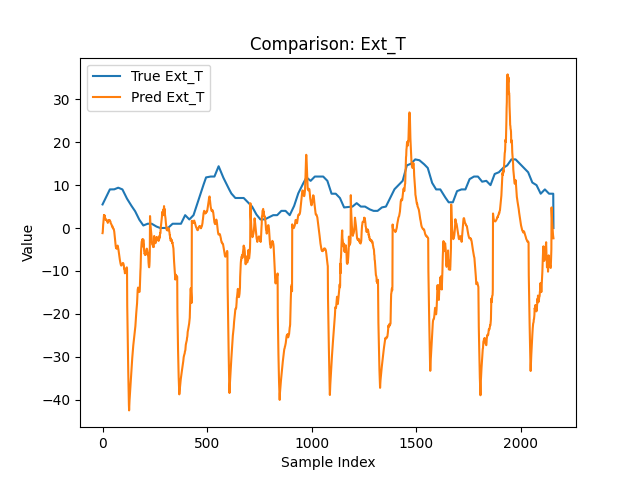 Comparison: Ext_T
True Ext_T
Pred Ext_T
Value
30
20
10
0
−10
−20
−30
−40
0
500
1000
1500
2000
Sample Index